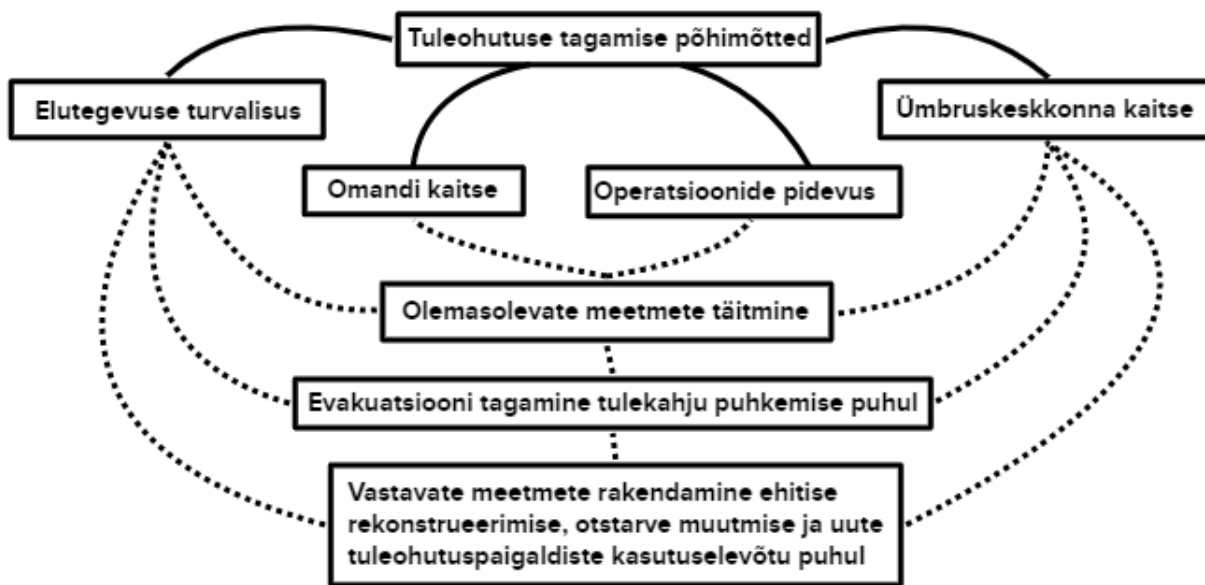 Tuleohutuse tagamise põhimõtted
Elutegevuse turvalisus
Ümbruskeskkonna kaitse
Omandi kaitse
Operatsioonide pidevus
Olemasolevate meetmete täitmine
Evakuatsiooni tagamine tulekahju puhkemise puhul
Vastavate meetmete rakendamine ehitise
rekonstrueerimise, otstarve muutmise ja uute
tuleohutuspaigaldiste kasutuselevõtu puhul